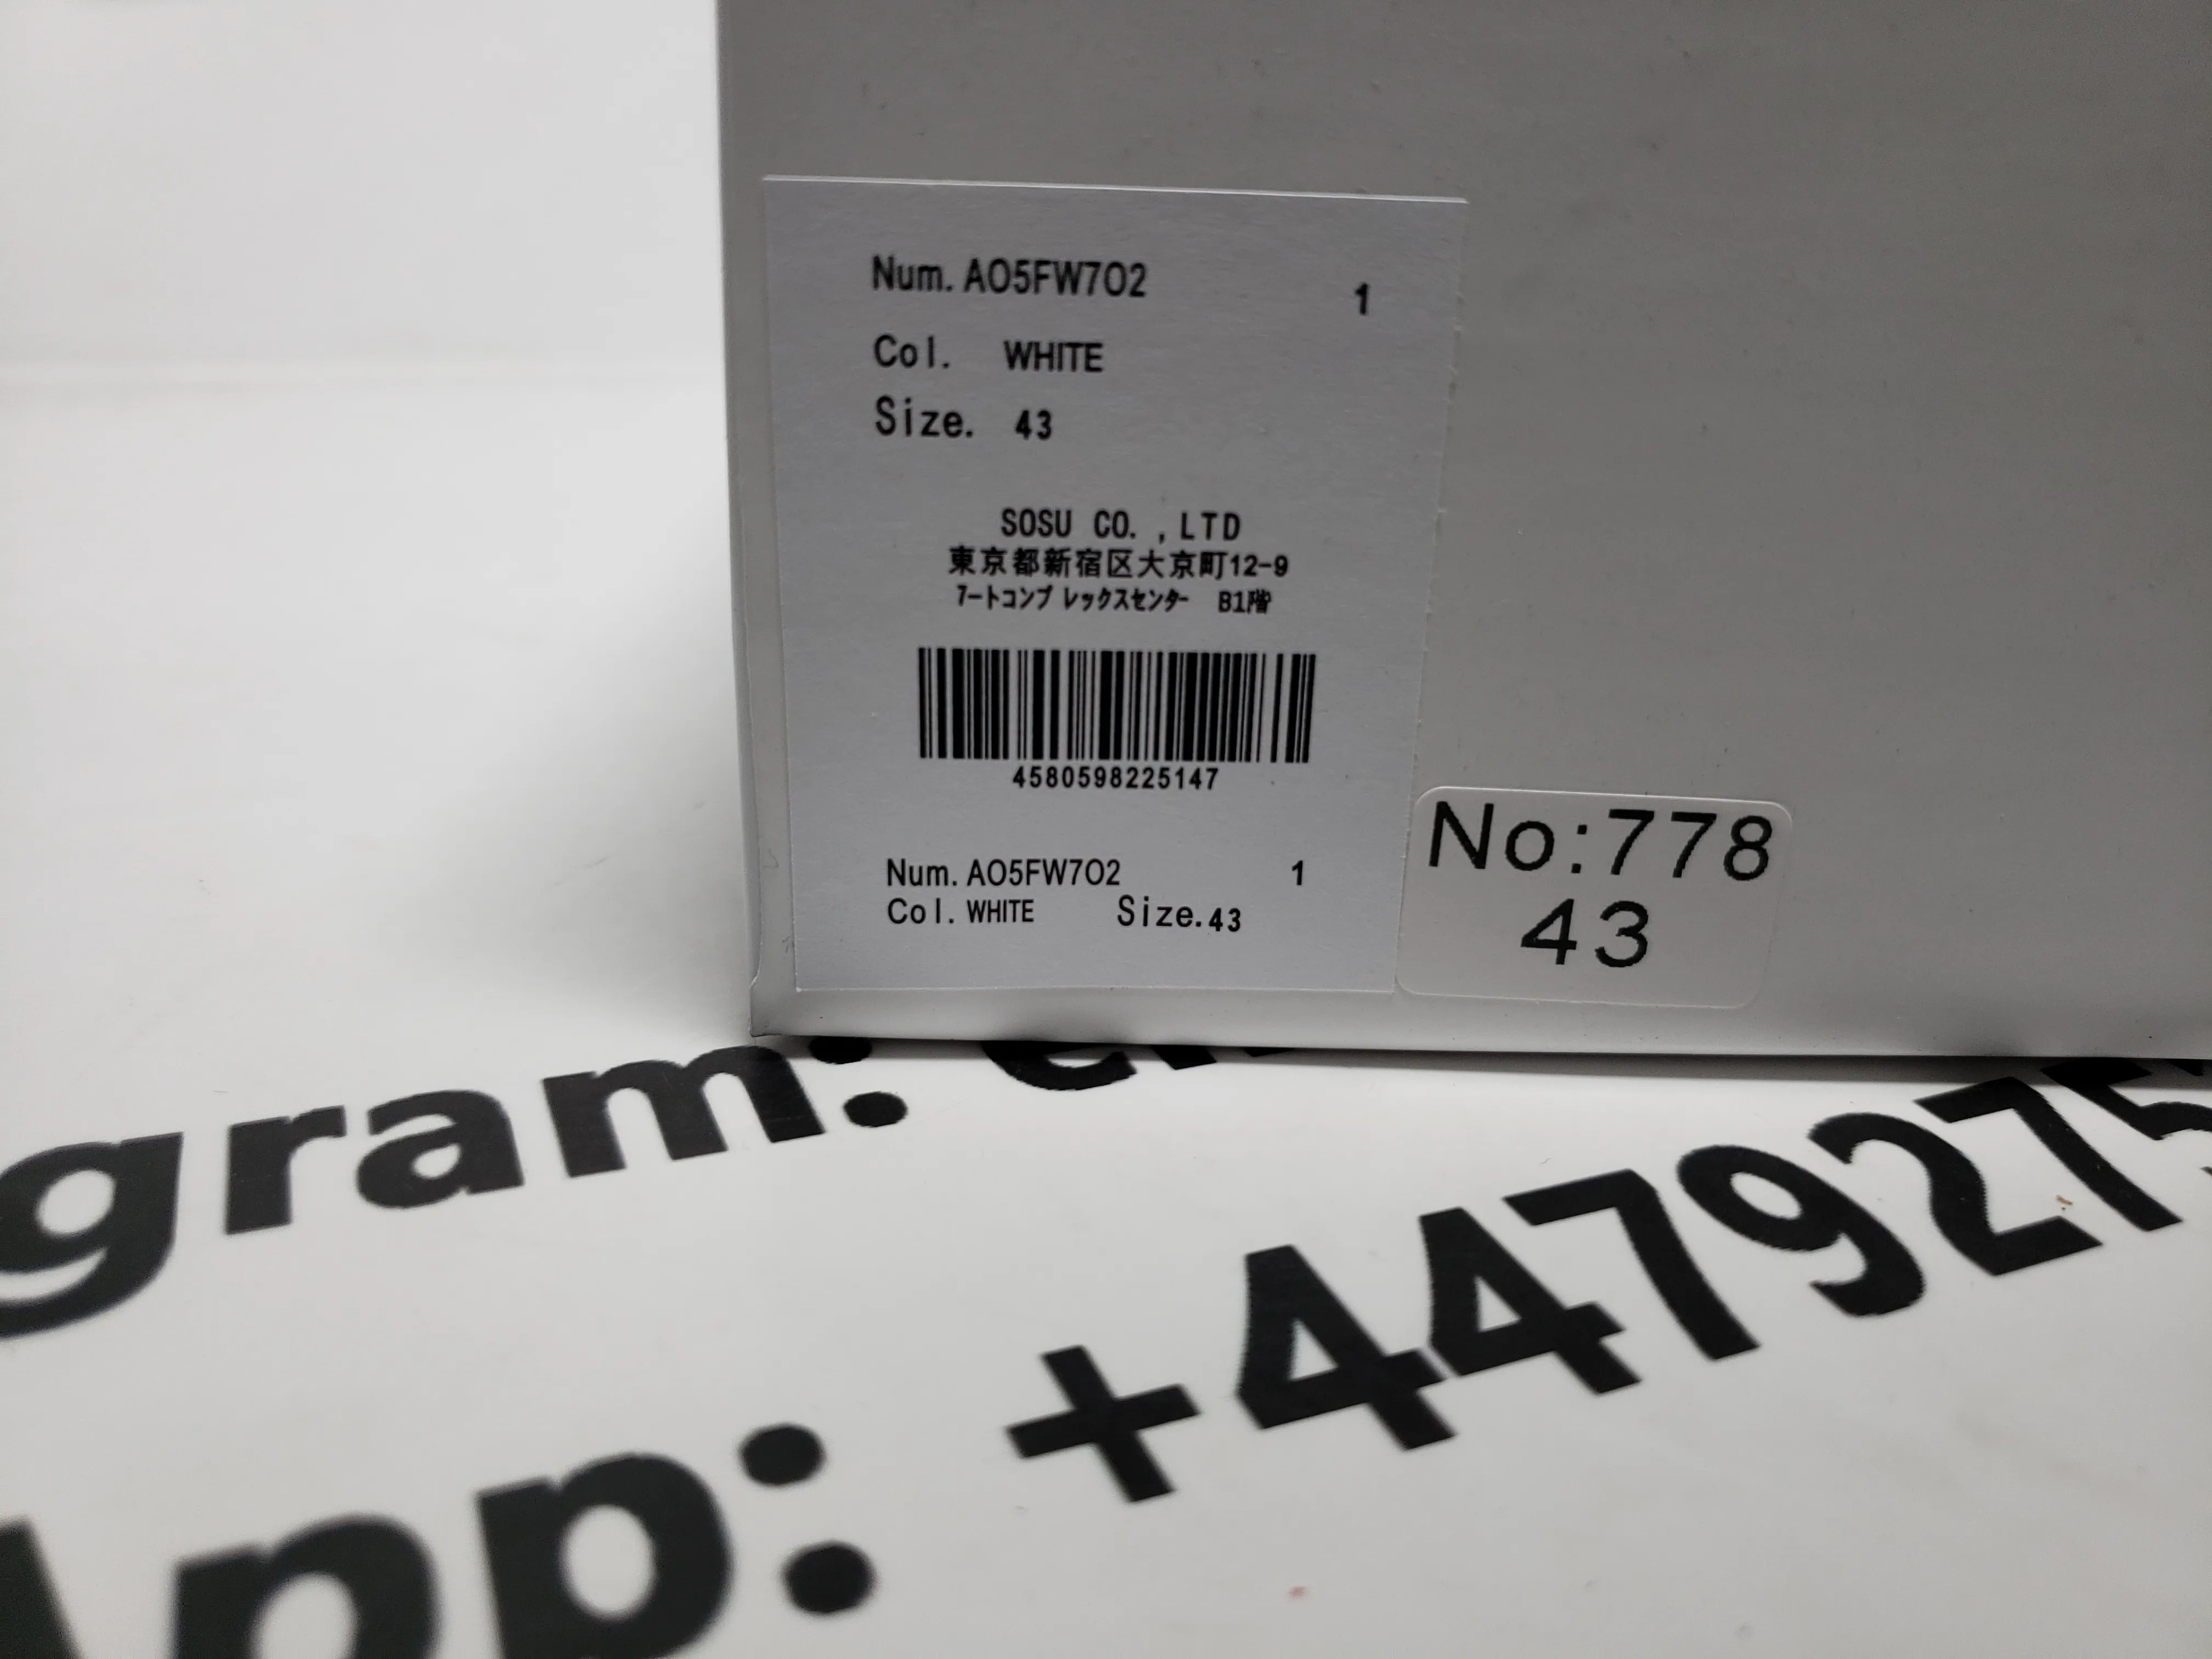 Num. AO5FW7O2 1
Col. WHITE
Size. 43
SOSU CO. ,LTD
東京都新宿区大京町12-9
ｱｰﾄｺﾝﾌﾟﾚｯｸｽｾﾝﾀｰ B1階
4580598225147
Num. AO5FW7O2 1
Col. WHITE Size. 43
No:778
43
gram:
App: +447927